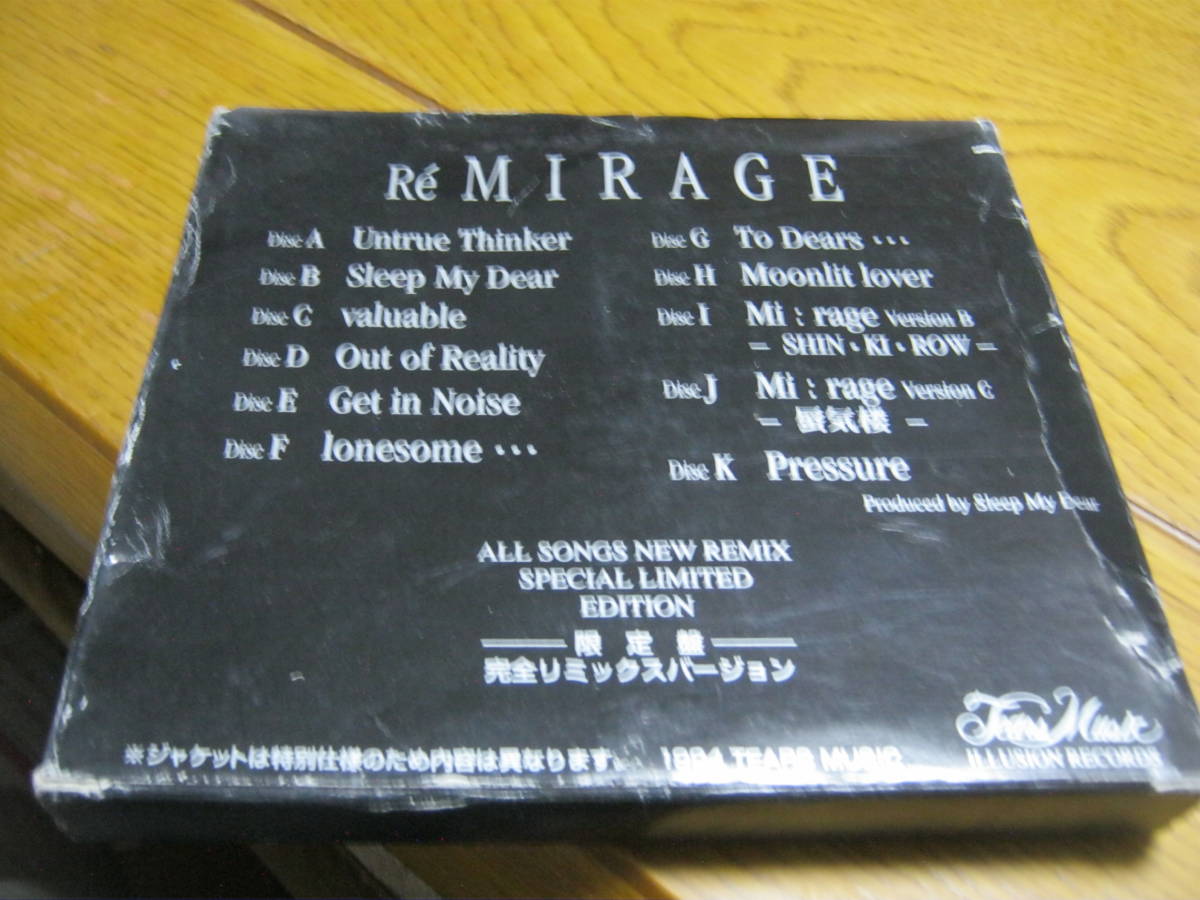 Ré MIRAGE
Disc A Untrue Thinker
Disc B Sleep My Dear
Disc C valuable
Disc D Out of Reality
Disc E Get in Noise
Disc F lonesome ···
Disc G To Dears ···
Disc H Moonlit lover
Disc I Mi : rage Version B
— SHIN・KI・ROW —
Disc J Mi : rage Version C
— 蜃気楼 —
Disc K Pressure
Produced by Sleep My Dear
ALL SONGS NEW REMIX
SPECIAL LIMITED
EDITION
限定盤
完全リミックスバージョン
※ジャケットは特別仕様のため内容は異なります。 1994 TEARS MUSIC
Tears Music
ILLUSION RECORDS